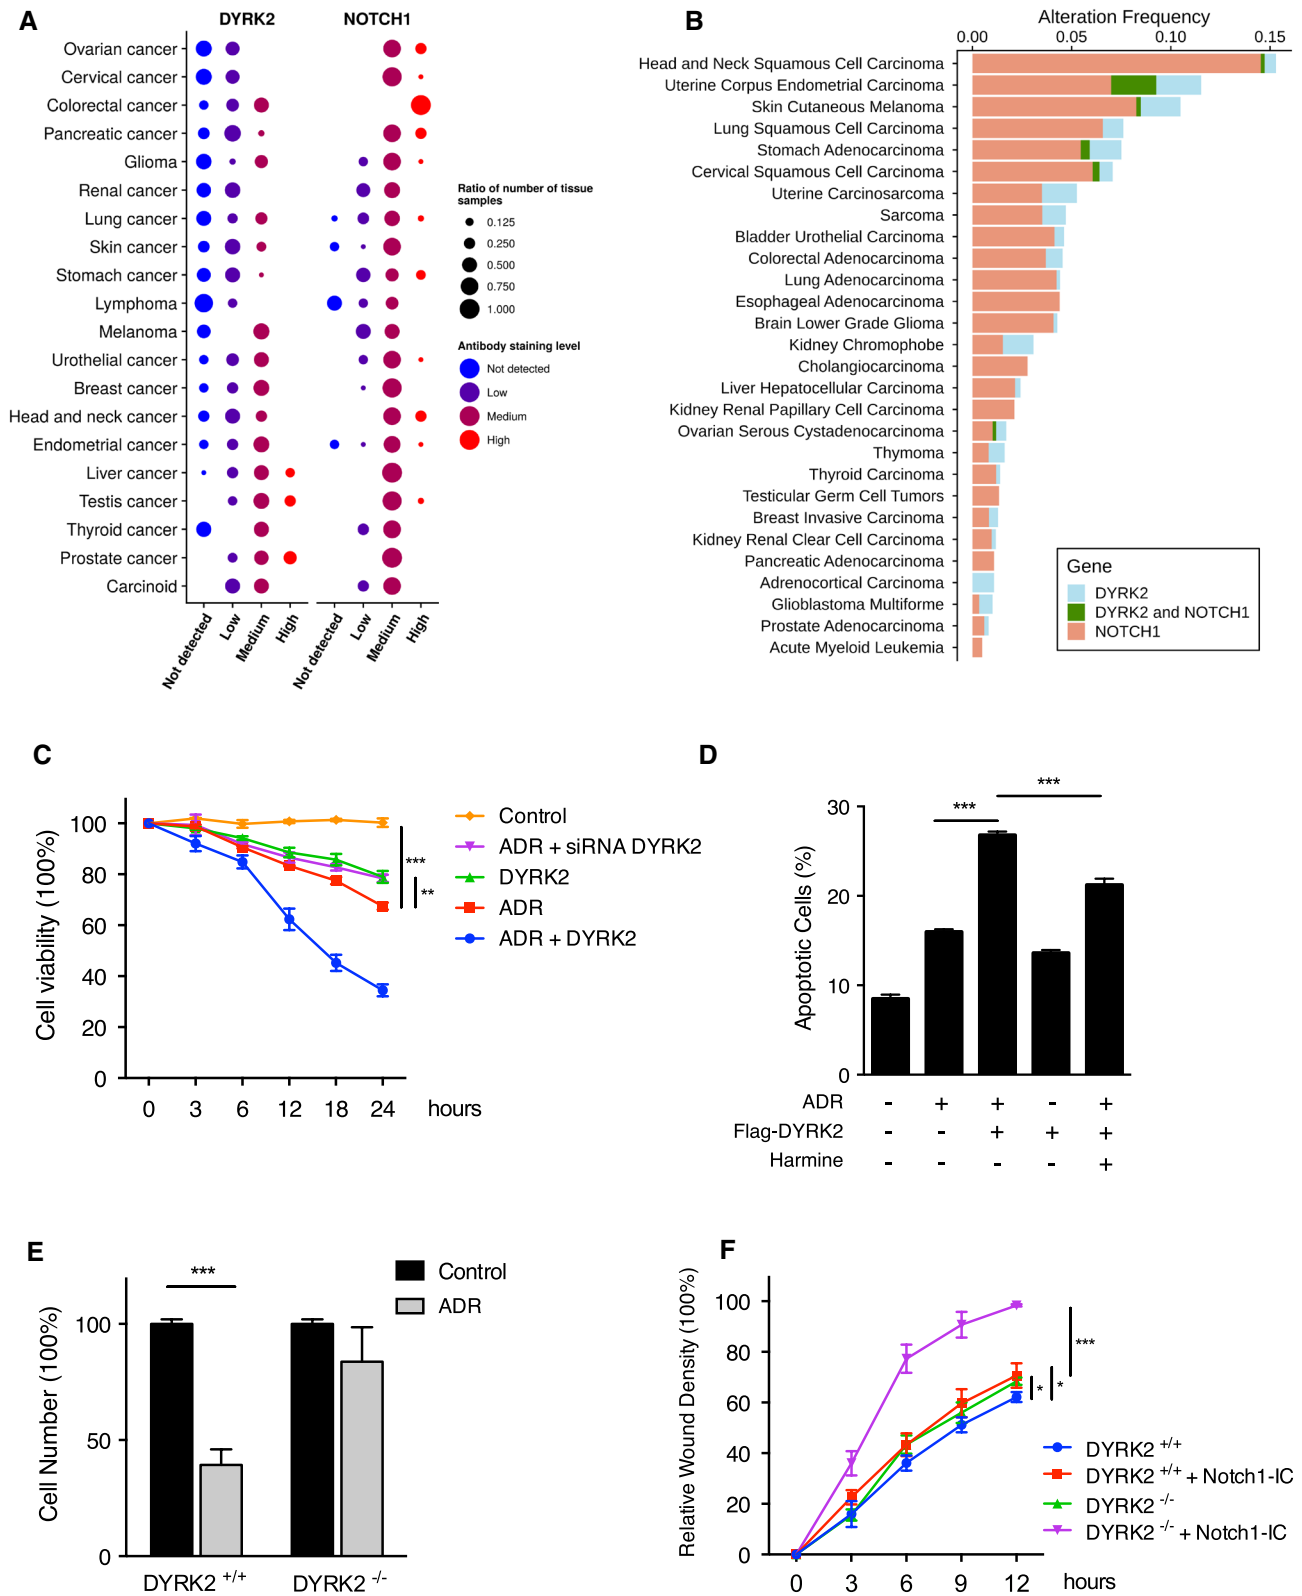 A
DYRK2
NOTCH1
Ovarian cancer
Cervical cancer
Colorectal cancer
Pancreatic cancer
Glioma
Renal cancer
Lung cancer
Skin cancer
Stomach cancer
Lymphoma
Melanoma
Urothelial cancer
Breast cancer
Head and neck cancer
Endometrial cancer
Liver cancer
Testis cancer
Thyroid cancer
Prostate cancer
Carcinoid
Not detected
Low
Medium
High
Not detected
Low
Medium
High
Ratio of number of tissue
samples
0.125
0.250
0.500
0.750
1.000
Antibody staining level
Not detected
Low
Medium
High
B
Alteration Frequency
0.00 0.05 0.10 0.15
Head and Neck Squamous Cell Carcinoma
Uterine Corpus Endometrial Carcinoma
Skin Cutaneous Melanoma
Lung Squamous Cell Carcinoma
Stomach Adenocarcinoma
Cervical Squamous Cell Carcinoma
Uterine Carcinosarcoma
Sarcoma
Bladder Urothelial Carcinoma
Colorectal Adenocarcinoma
Lung Adenocarcinoma
Esophageal Adenocarcinoma
Brain Lower Grade Glioma
Kidney Chromophobe
Cholangiocarcinoma
Liver Hepatocellular Carcinoma
Kidney Renal Papillary Cell Carcinoma
Ovarian Serous Cystadenocarcinoma
Thymoma
Thyroid Carcinoma
Testicular Germ Cell Tumors
Breast Invasive Carcinoma
Kidney Renal Clear Cell Carcinoma
Pancreatic Adenocarcinoma
Adrenocortical Carcinoma
Glioblastoma Multiforme
Prostate Adenocarcinoma
Acute Myeloid Leukemia
Gene
DYRK2
DYRK2 and NOTCH1
NOTCH1
C
Cell viability (100%)
100
80
60
40
20
0
0 3 6 12 18 24 hours
***
**
Control
ADR + siRNA DYRK2
DYRK2
ADR
ADR + DYRK2
D
Apoptotic Cells (%)
30
20
10
0
***
***
ADR - + + - +
Flag-DYRK2 - - + + +
Harmine - - - - +
E
Cell Number (100%)
100
50
0
***
Control
ADR
DYRK2 +/+
DYRK2 -/-
F
Relative Wound Density (100%)
100
80
60
40
20
0
0 3 6 9 12 hours
***
*
*
DYRK2 +/+
DYRK2 +/+ + Notch1-IC
DYRK2 -/-
DYRK2 -/- + Notch1-IC